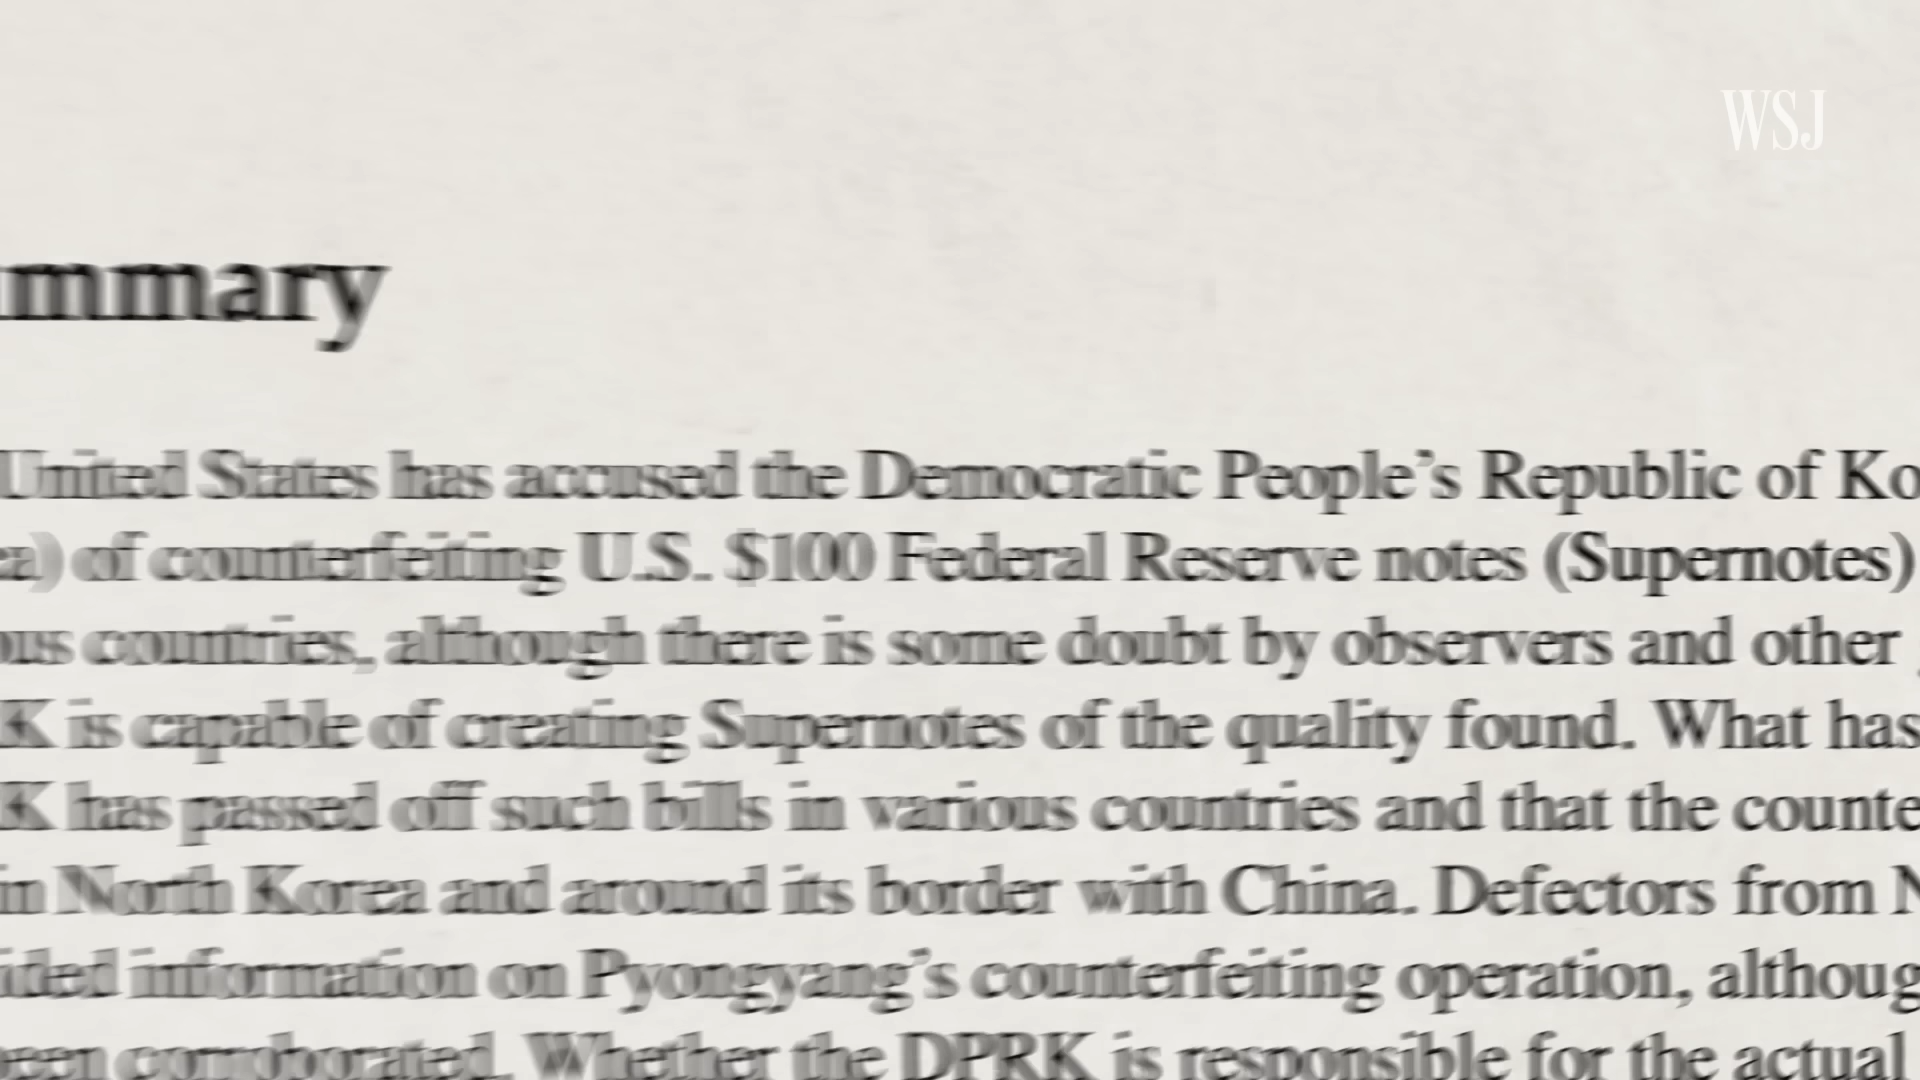 WSJ
mmary
United States has accused the Democratic People's Republic of Ko
a) of counterfeiting U.S. $100 Federal Reserve notes (Supernotes)
ous countries, although there is some doubt by observers and other
K is capable of creating Supernotes of the quality found. What has
K has passed off such bills in various countries and that the counte
in North Korea and around its border with China. Defectors from N
ided information on Pyongyang's counterfeiting operation, althoug
been corroborated. Whether the DPRK is responsible for the actual